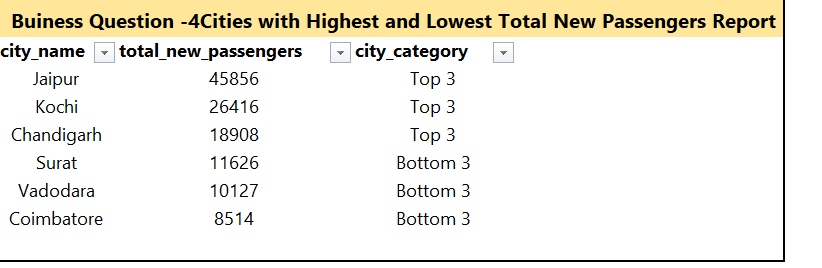 Buiness Question -4Cities with Highest and Lowest Total New Passengers Report
city_name total_new_passengers city_category
Jaipur 45856 Top 3
Kochi 26416 Top 3
Chandigarh 18908 Top 3
Surat 11626 Bottom 3
Vadodara 10127 Bottom 3
Coimbatore 8514 Bottom 3